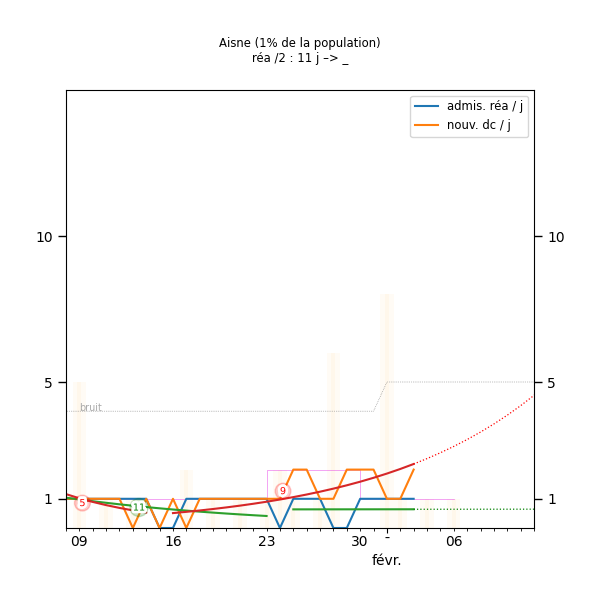 Aisne (1% de la population)
réa /2 : 11 j –> _
admis. réa / j
nouv. dc / j
10 10
5 5
bruit
9
5
11
1 1
09 16 23 30 - 06
févr.